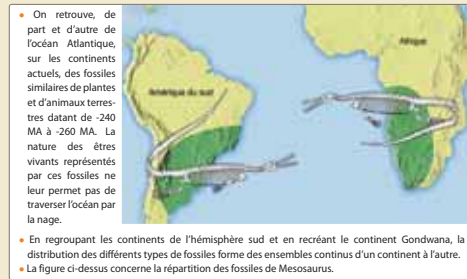 • On retrouve, de
part et d'autre de
l'océan Atlantique,
sur les continents
actuels, des fossiles
similaires de plantes
et d'animaux terres-
tres datant de -240
MA à -260 MA. La
nature des êtres
vivants représentés
par ces fossiles ne
leur permet pas de
traverser l'océan par
la nage.
Amérique du sud
Afrique
• En regroupant les continents de l'hémisphère sud et en récréant le continent Gondwana, la
distribution des différents types de fossiles forme des ensembles continus d'un continent à l'autre.
• La figure ci-dessus concerne la répartition des fossiles de Mesosaurus.